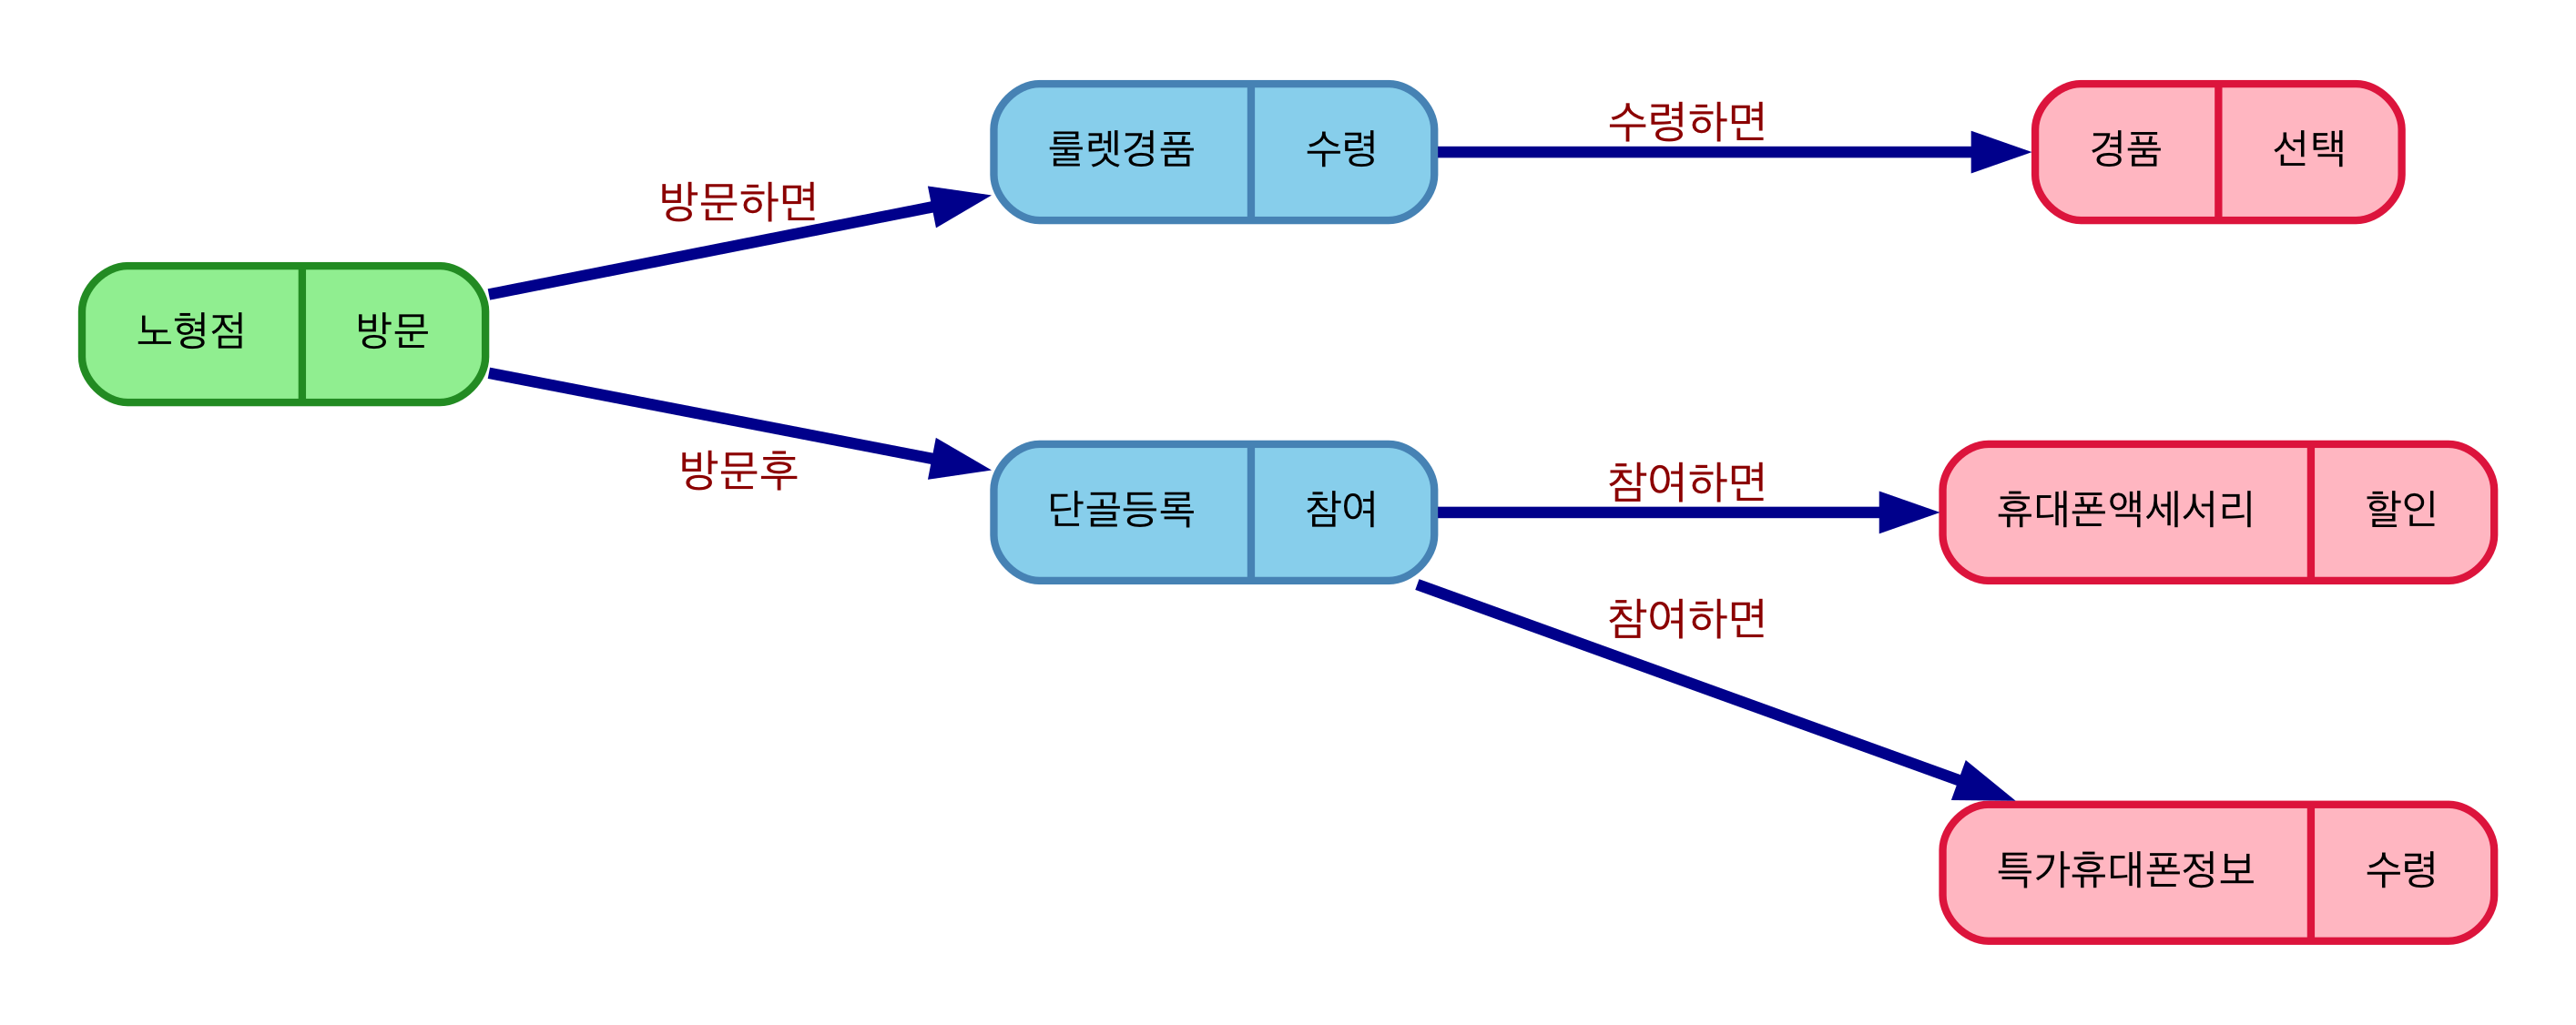 룰렛경품 수령
수령하면
경품 선택
방문하면
노형점 방문
방문후
단골등록 참여
참여하면
휴대폰액세서리 할인
참여하면
특가휴대폰정보 수령